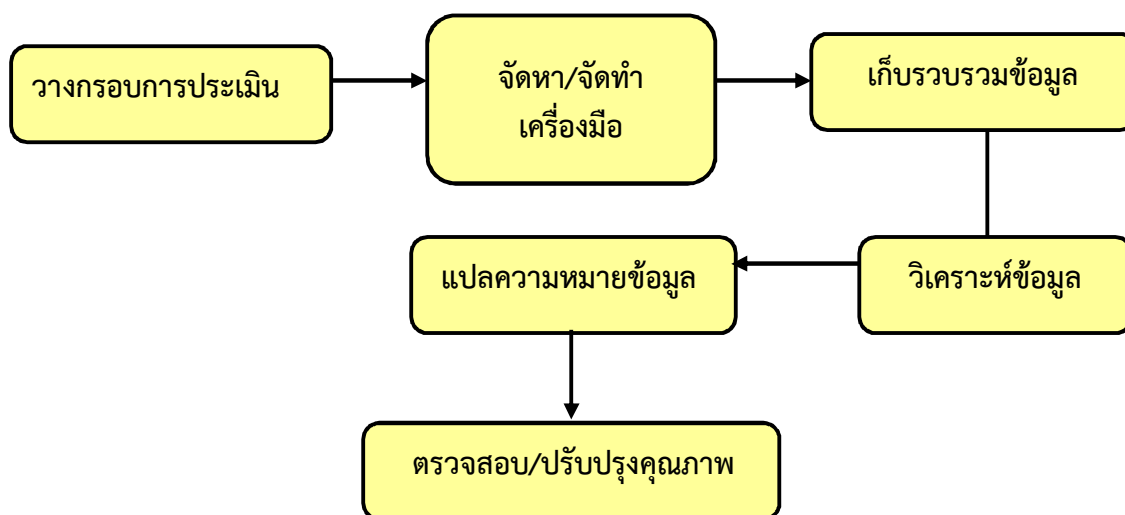 วางกรอบการประเมิน
จัดหา/จัดทำ
เครื่องมือ
เก็บรวบรวมข้อมูล
วิเคราะห์ข้อมูล
แปลความหมายข้อมูล
ตรวจสอบ/ปรับปรุงคุณภาพ